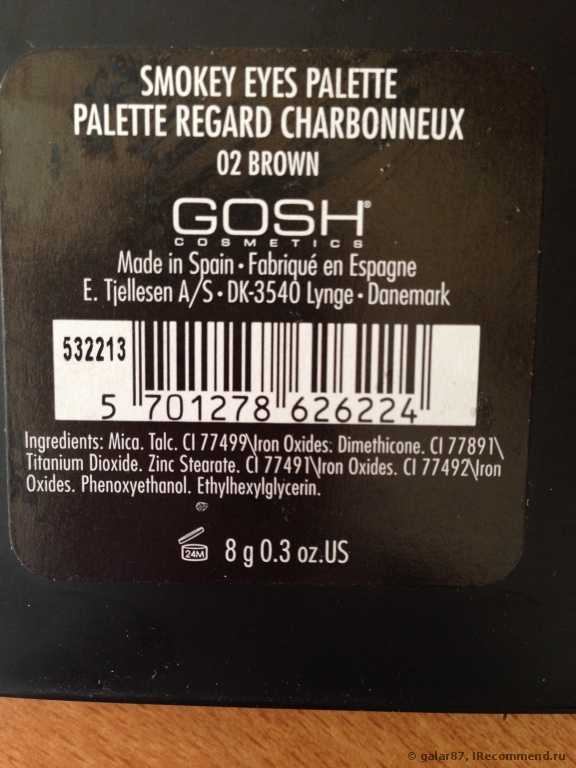 SMOKEY EYES PALETTE
PALETTE REGARD CHARBONNEUX
02 BROWN
GOSH®
COSMETICS
Made in Spain • Fabriqué en Espagne
E. Tjellesen A/S • DK-3540 Lynge • Danemark
532213
5 701278 626224
Ingredients: Mica. Talc. CI 77499\Iron Oxides. Dimethicone. CI 77891\
Titanium Dioxide. Zinc Stearate. CI 77491\Iron Oxides. CI 77492\Iron
Oxides. Phenoxyethanol. Ethylhexylglycerin.
24M 8 g 0.3 oz.US
© galar87, IRecommend.ru